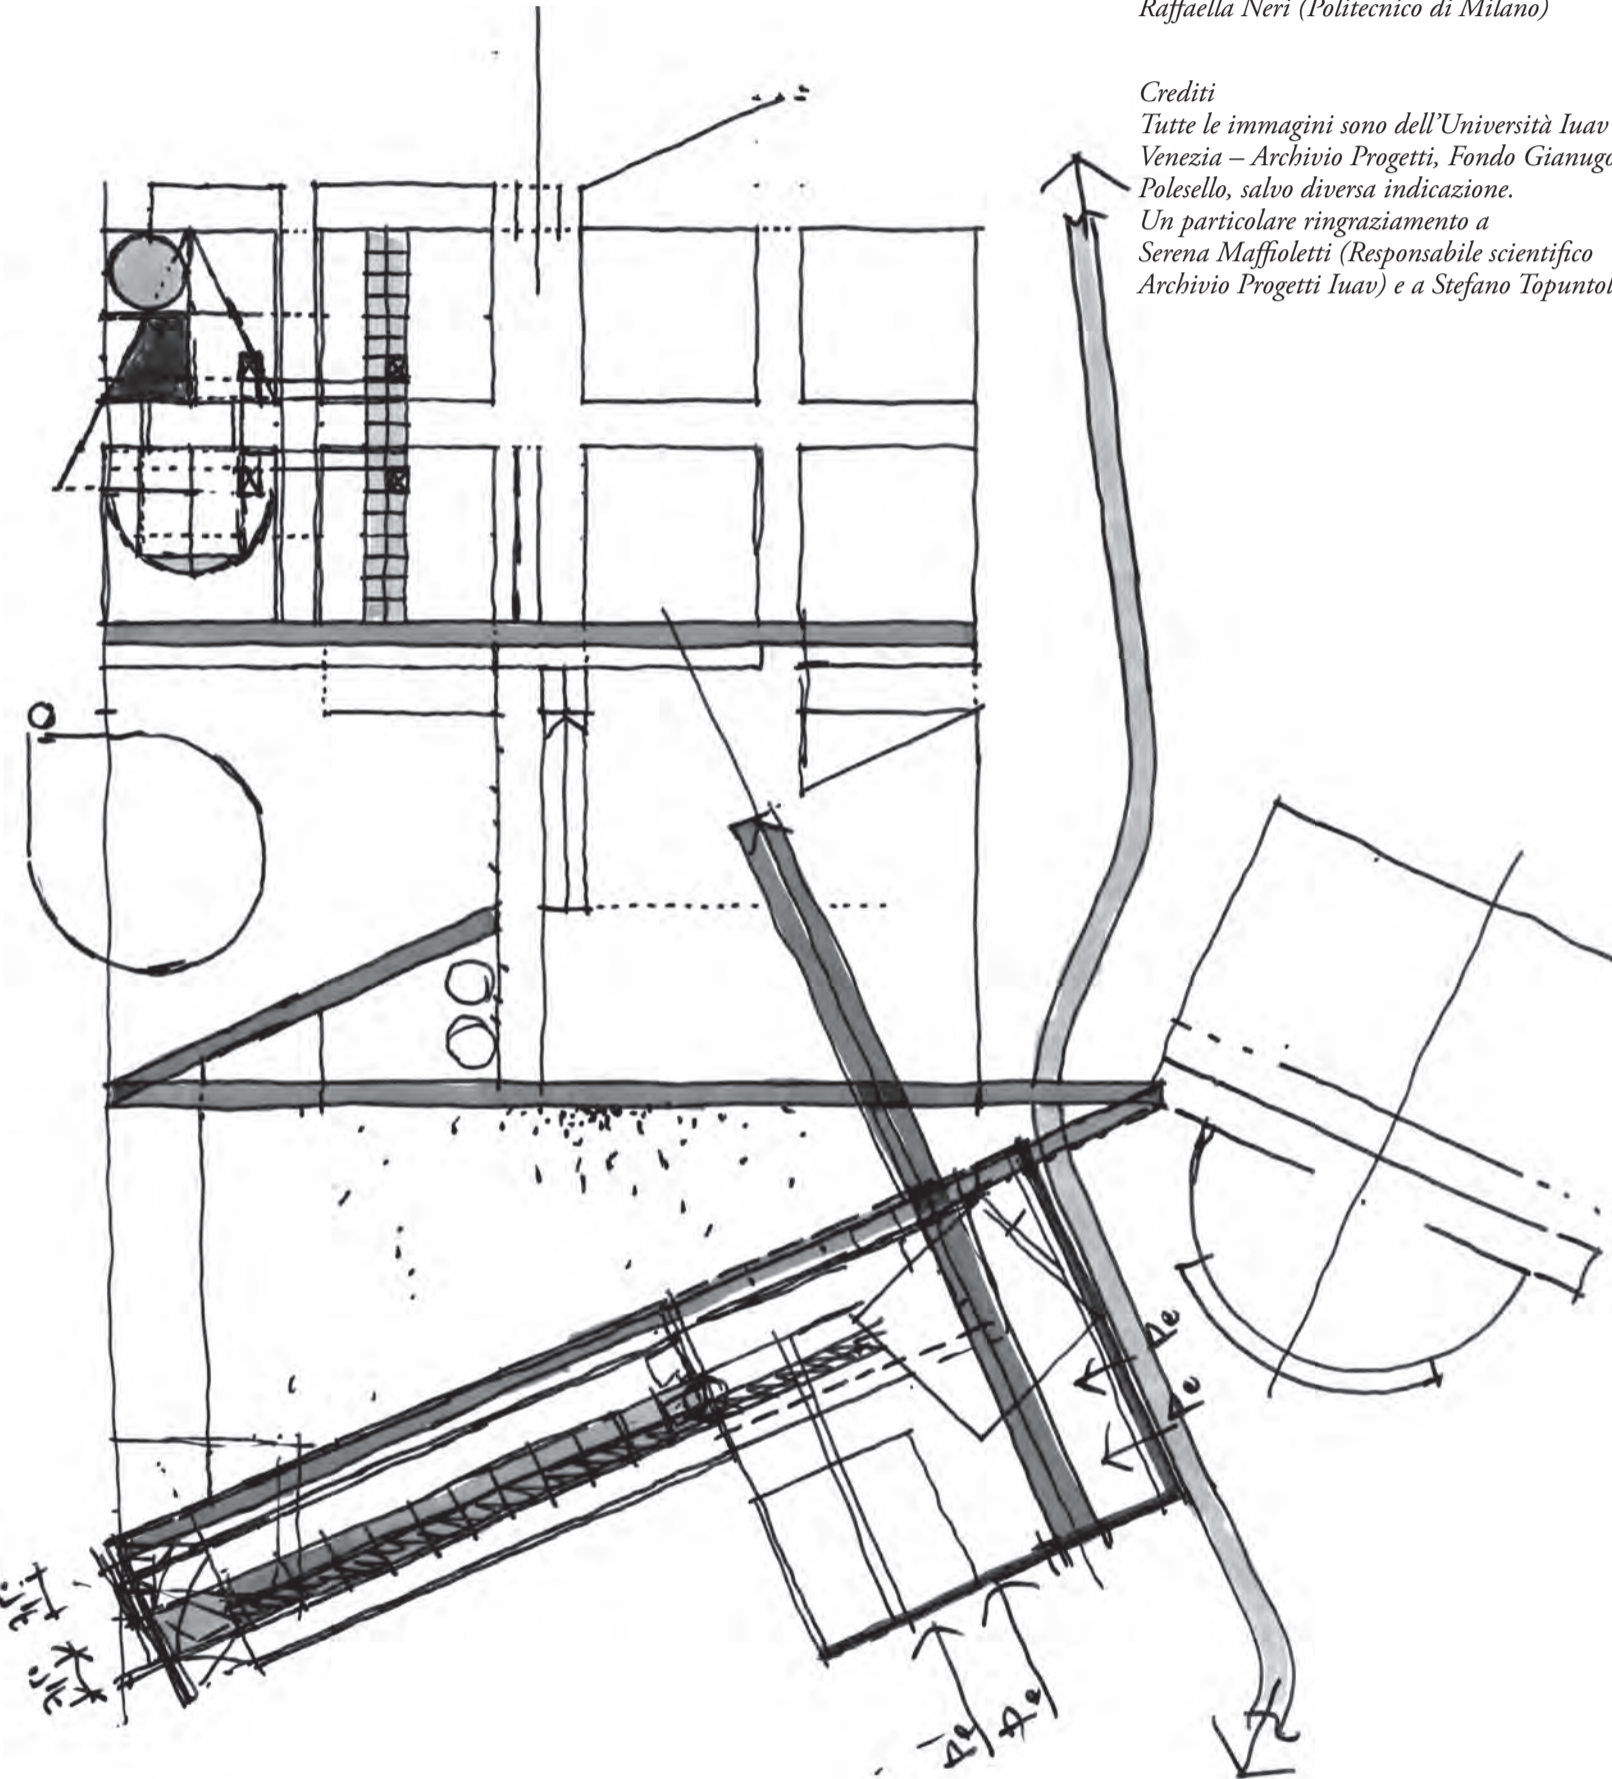 Raffaella Neri (Politecnico di Milano)
Crediti
Tutte le immagini sono dell’Università Iuav
Venezia – Archivio Progetti, Fondo Gianugo
Polesello, salvo diversa indicazione.
Un particolare ringraziamento a
Serena Maffioletti (Responsabile scientifico
Archivio Progetti Iuav) e a Stefano